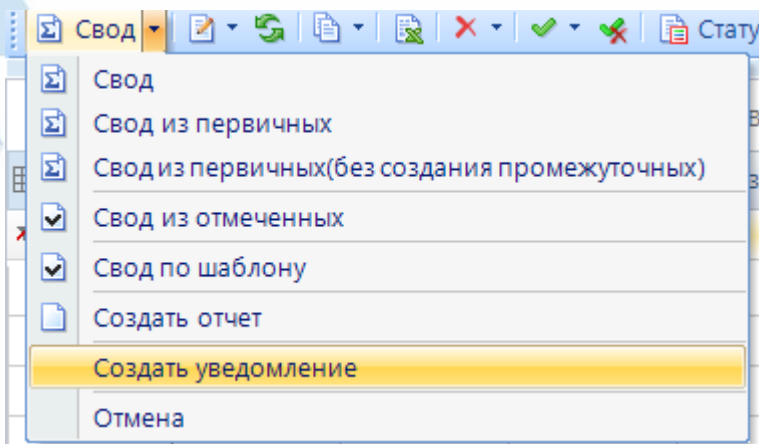 Свод Стату
Свод
Свод из первичных
Свод из первичных(без создания промежуточных)
Свод из отмеченных
Свод по шаблону
Создать отчет
Создать уведомление
Отмена